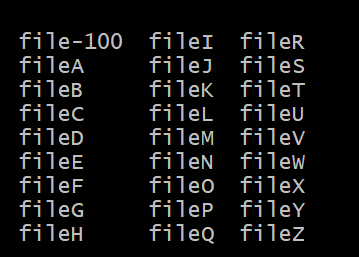 file-100 fileI fileR
fileA fileJ fileS
fileB fileK fileT
fileC fileL fileU
fileD fileM fileV
fileE fileN fileW
fileF fileO fileX
fileG fileP fileY
fileH fileQ fileZ